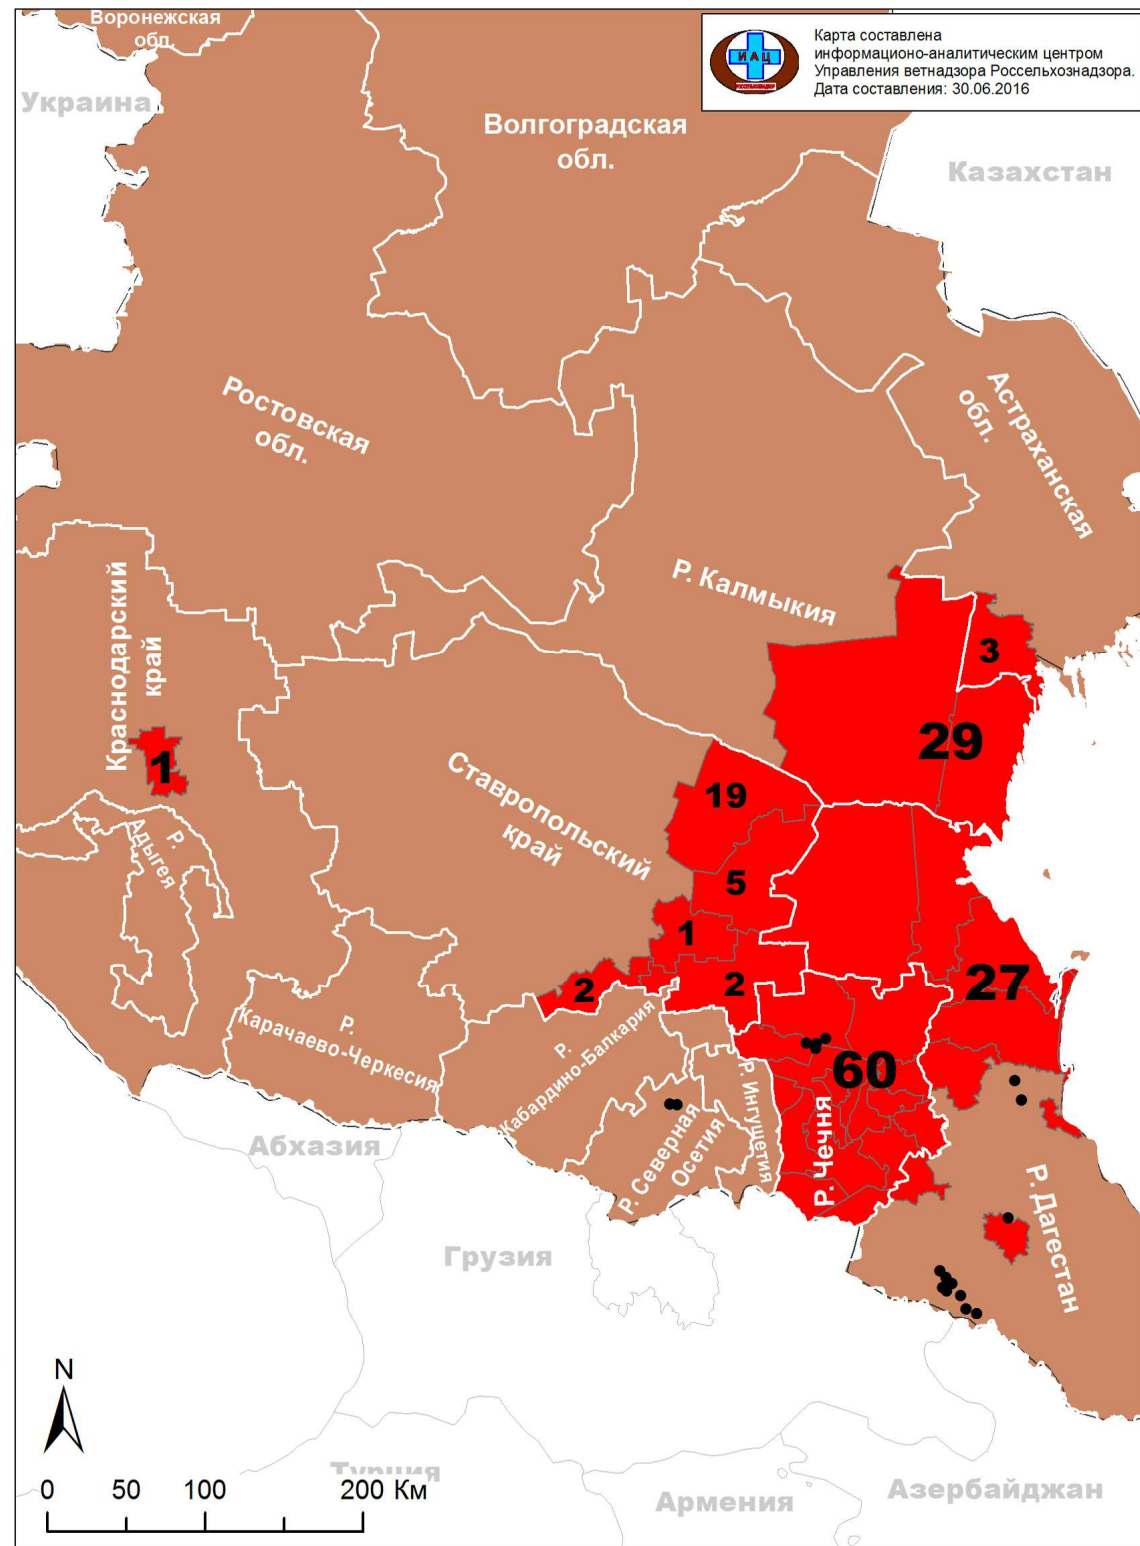 Воронежская
обл.
Карта составлена
информационо-аналитическим центром
Управления ветнадзора Россельхознадзора.
Дата составления: 30.06.2016
ИАЦ
РОССЕЛЬХОЗНАДЗОР
Украина
Волгоградская
обл.
Казахстан
Ростовская
обл.
Астраханская
обл.
Р. Калмыкия
Краснодарский
край
3
29
1
Ставропольский
край
19
Р.
Адыгея
5
1
2
2
27
Р.
Карачаево-Черкесия
Р.
Кабардино-Балкария
60
Р. Северная
Осетия
Р. Ингушетия
Р. Чечня
Абхазия
Р. Дагестан
Грузия
N
0 50 100 200 Км
Турция
Армения
Азербайджан